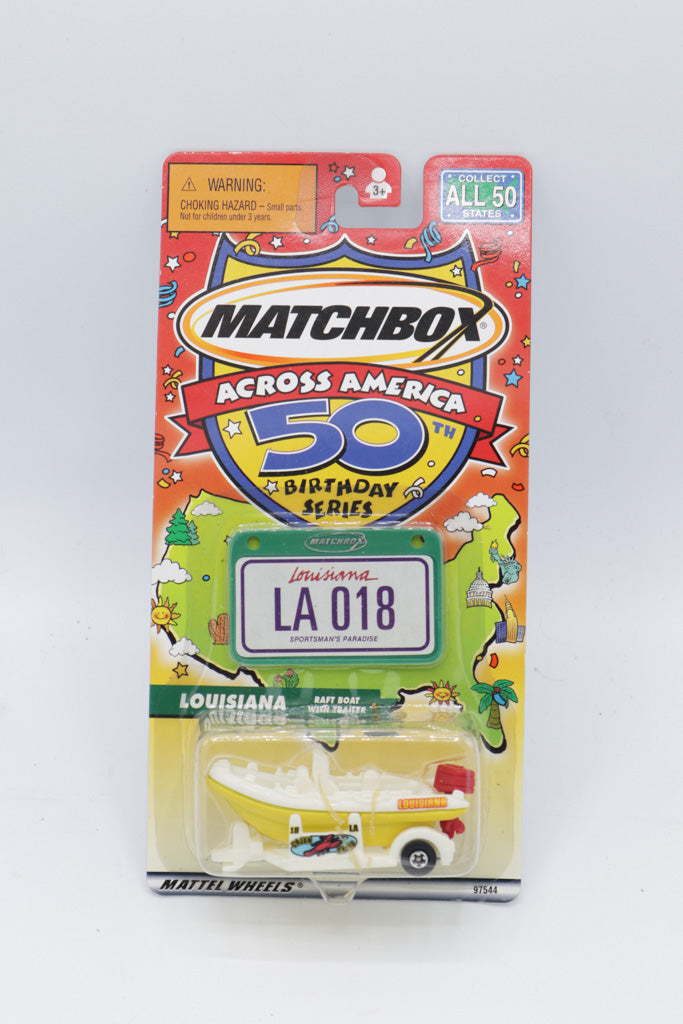 ⚠ WARNING:
CHOKING HAZARD – Small parts.
Not for children under 3 years.
3+
COLLECT
ALL 50
STATES
MATCHBOX®
ACROSS AMERICA
50TH
BIRTHDAY
SERIES
MATCHBOX
Louisiana
LA 018
SPORTSMAN'S PARADISE
LOUISIANA
RAFT BOAT
WITH TRAILER
LOUISIANA
18 LA
MATTEL WHEELS®
97544